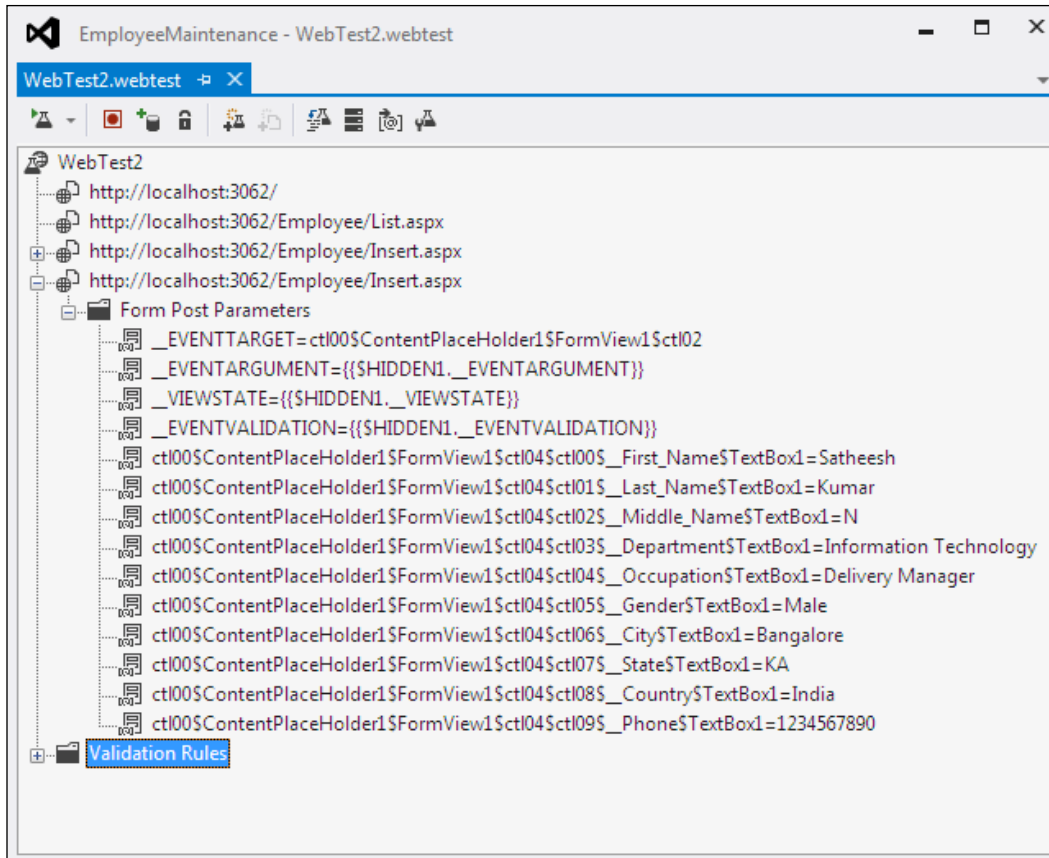 EmployeeMaintenance - WebTest2.webtest
WebTest2.webtest
WebTest2
http://localhost:3062/
http://localhost:3062/Employee/List.aspx
http://localhost:3062/Employee/Insert.aspx
http://localhost:3062/Employee/Insert.aspx
Form Post Parameters
__EVENTTARGET=ctl00$ContentPlaceHolder1$FormView1$ctl02
__EVENTARGUMENT={{$HIDDEN1.__EVENTARGUMENT}}
__VIEWSTATE={{$HIDDEN1.__VIEWSTATE}}
__EVENTVALIDATION={{$HIDDEN1.__EVENTVALIDATION}}
ctl00$ContentPlaceHolder1$FormView1$ctl04$ctl00$__First_Name$TextBox1=Satheesh
ctl00$ContentPlaceHolder1$FormView1$ctl04$ctl01$__Last_Name$TextBox1=Kumar
ctl00$ContentPlaceHolder1$FormView1$ctl04$ctl02$__Middle_Name$TextBox1=N
ctl00$ContentPlaceHolder1$FormView1$ctl04$ctl03$__Department$TextBox1=Information Technology
ctl00$ContentPlaceHolder1$FormView1$ctl04$ctl04$__Occupation$TextBox1=Delivery Manager
ctl00$ContentPlaceHolder1$FormView1$ctl04$ctl05$__Gender$TextBox1=Male
ctl00$ContentPlaceHolder1$FormView1$ctl04$ctl06$__City$TextBox1=Bangalore
ctl00$ContentPlaceHolder1$FormView1$ctl04$ctl07$__State$TextBox1=KA
ctl00$ContentPlaceHolder1$FormView1$ctl04$ctl08$__Country$TextBox1=India
ctl00$ContentPlaceHolder1$FormView1$ctl04$ctl09$__Phone$TextBox1=1234567890
Validation Rules